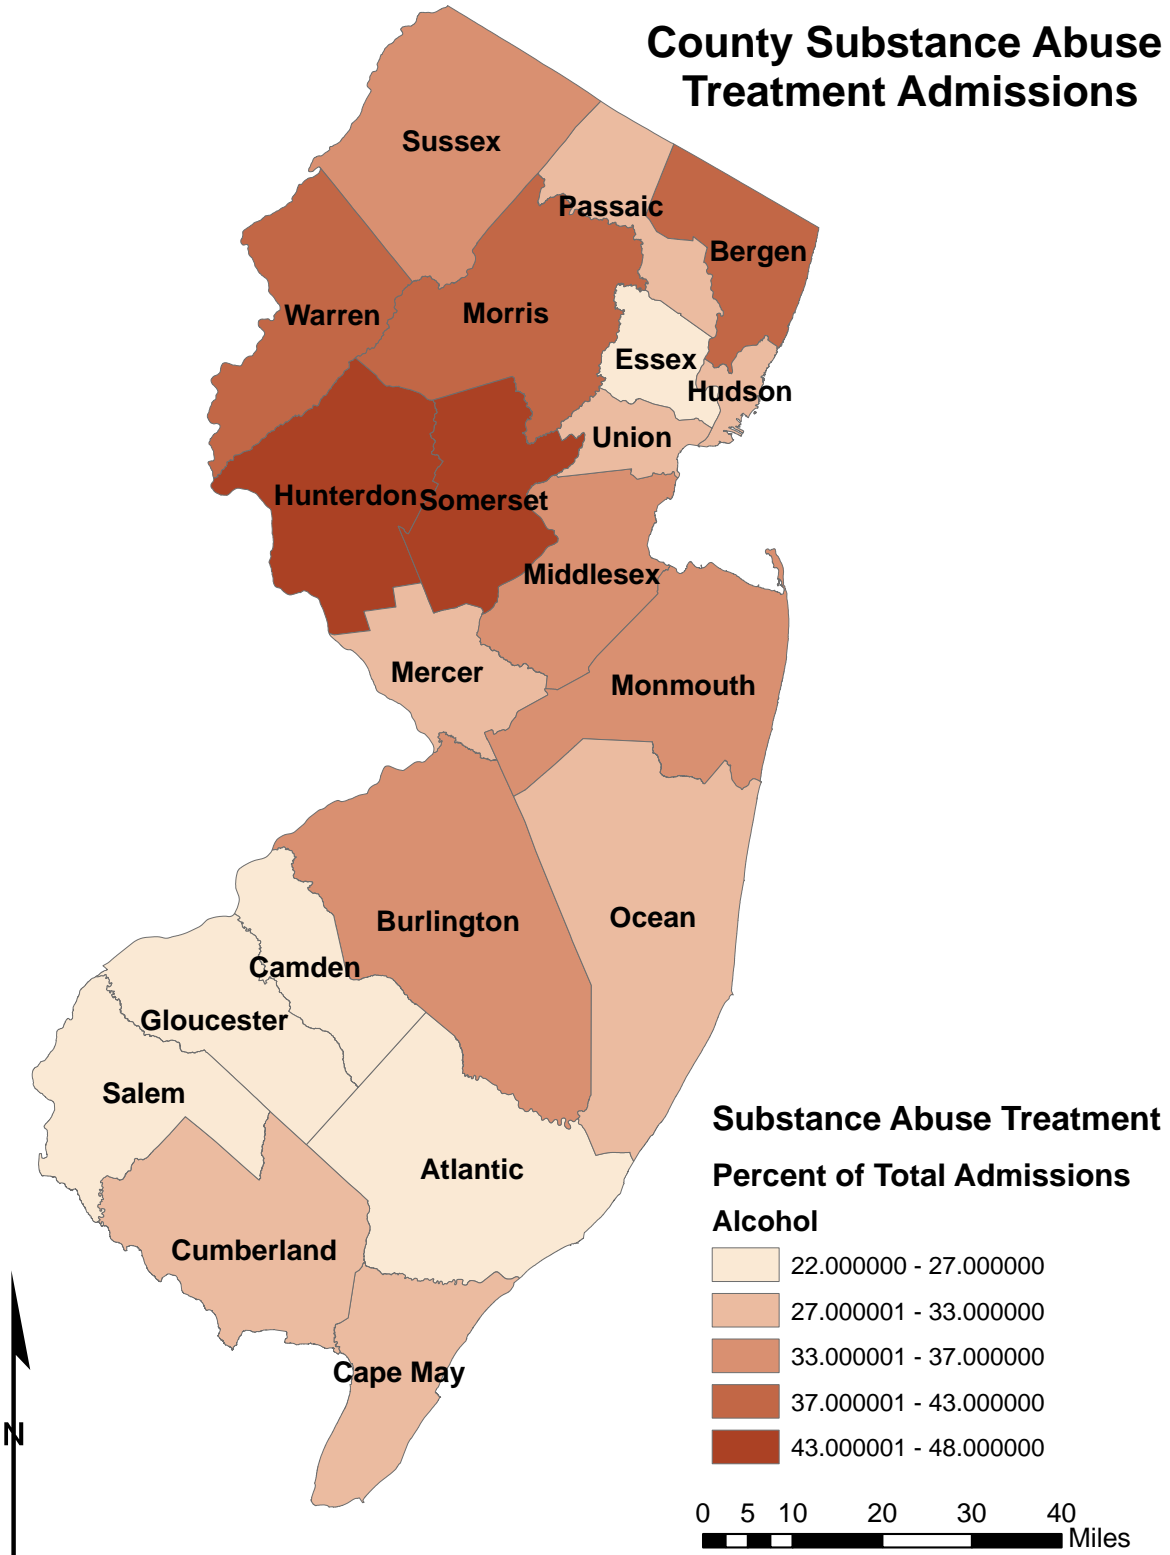 County Substance Abuse
Treatment Admissions
Sussex
Passaic
Bergen
Warren
Morris
Essex
Hudson
Union
Hunterdon
Somerset
Middlesex
Mercer
Monmouth
Burlington
Ocean
Camden
Gloucester
Salem
Atlantic
Cumberland
Cape May
N
Substance Abuse Treatment
Percent of Total Admissions
Alcohol
22.000000 - 27.000000
27.000001 - 33.000000
33.000001 - 37.000000
37.000001 - 43.000000
43.000001 - 48.000000
0 5 10 20 30 40
Miles